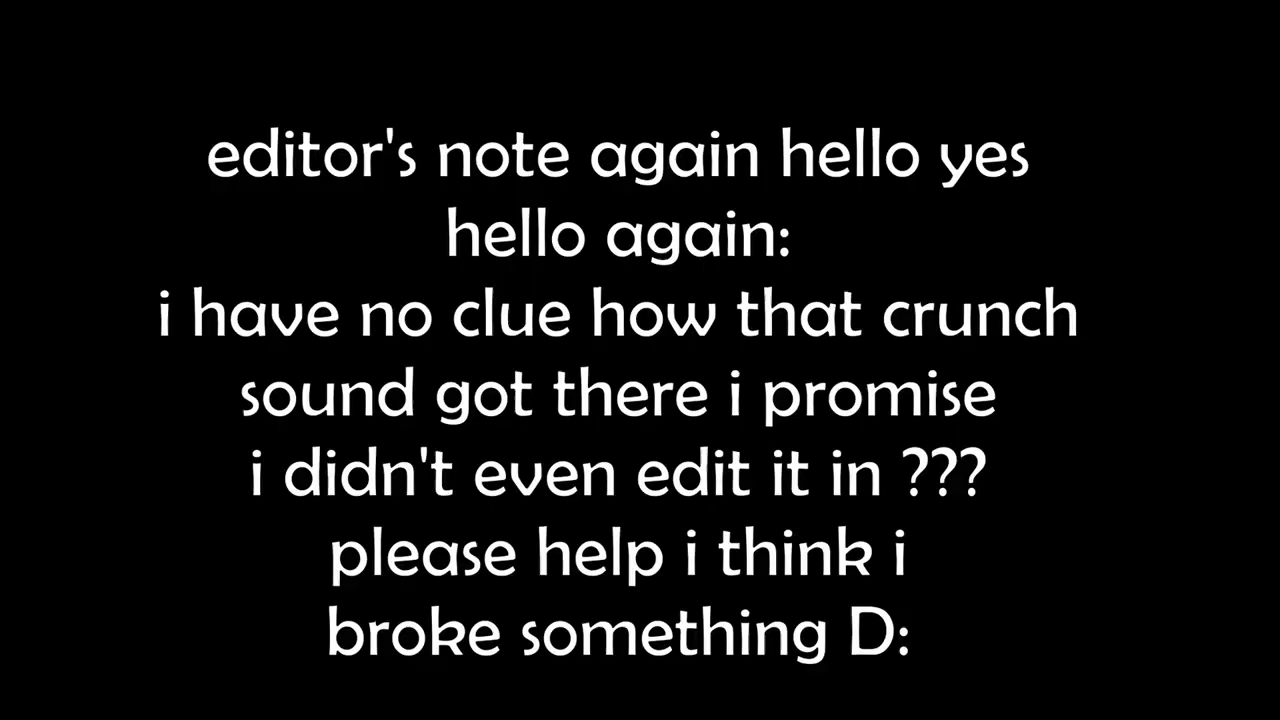 editor's note again hello yes
hello again:
i have no clue how that crunch
sound got there i promise
i didn't even edit it in ???
please help i think i
broke something D: